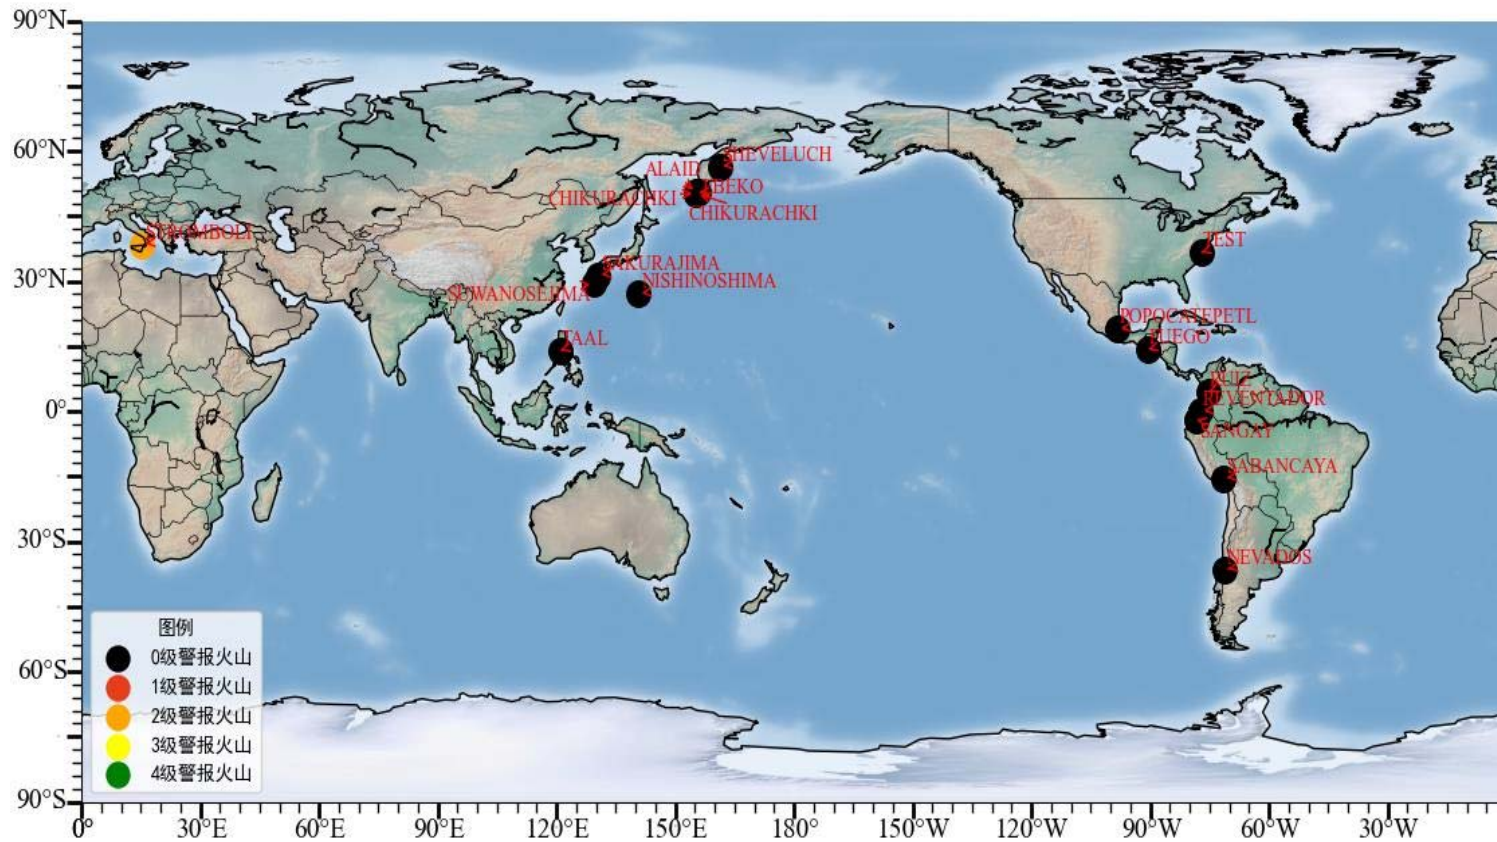 90°N
60°N
SHEVELUCH
ALAID
EBEKO
CHIKURACHKI
CHIKURACHKI
STROMBOLI
TEST
30°N
SAKURAJIMA
NISHINOSHIMA
SUWANOSEJIMA
POPOCATEPETL
FUEGO
TAAL
RUIZ
REVENTADOR
0°
SANGAY
SABANCAYA
30°S
NEVADOS
图例
0级警报火山
60°S
1级警报火山
2级警报火山
3级警报火山
4级警报火山
90°S
0° 30°E 60°E 90°E 120°E 150°E 180° 150°W 120°W 90°W 60°W 30°W